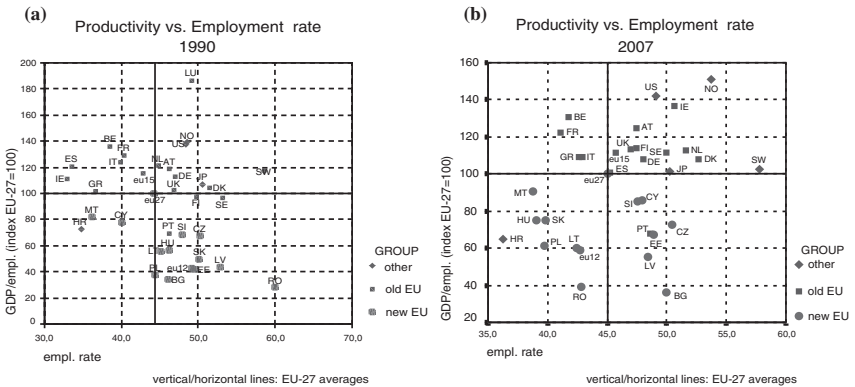 (a)
Productivity vs. Employment rate
1990
GDP/empl. (index EU-27=100)
200
180
160
140
120
100
80
60
40
20
0
30,0
40,0
50,0
60,0
70,0
LU
NO
US
BE
FR
IT
ES
IE
GR
NL
AT
DE
eu15
UK
JP
DK
SW
eu27
FI
SE
MT
HR
CY
PT
SI
CZ
HU
SK
PL
eu12
EE
LV
BG
RO
GROUP
other
old EU
new EU
empl. rate
vertical/horizontal lines: EU-27 averages
(b)
Productivity vs. Employment rate
2007
GDP/empl. (index EU-27=100)
160
140
120
100
80
60
40
20
35,0
40,0
45,0
50,0
55,0
60,0
US
NO
IE
BE
FR
AT
UK
FI
SE
NL
GR
IT
eu15
DE
DK
ES
JP
SW
eu27
MT
SI
CY
HU
SK
CZ
HR
PL
LT
eu12
PT
EE
LV
RO
BG
GROUP
other
old EU
new EU
empl. rate
vertical/horizontal lines: EU-27 averages